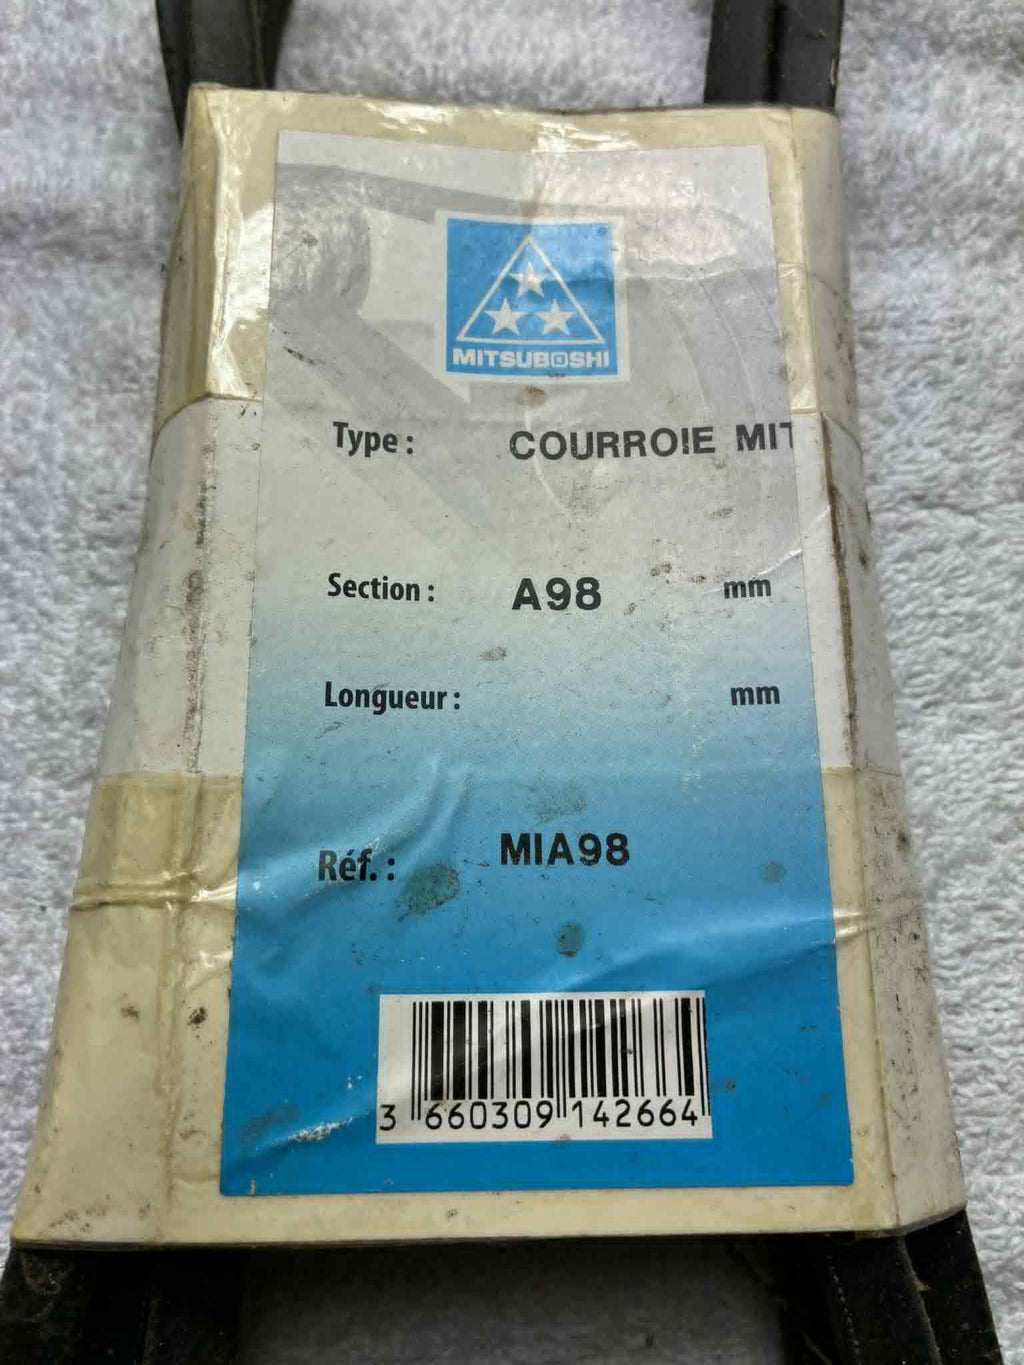 MITSUBOSHI
Type : COURROIE MIT
Section : A98 mm
Longueur : mm
Réf. : MIA98
3 660309 142664